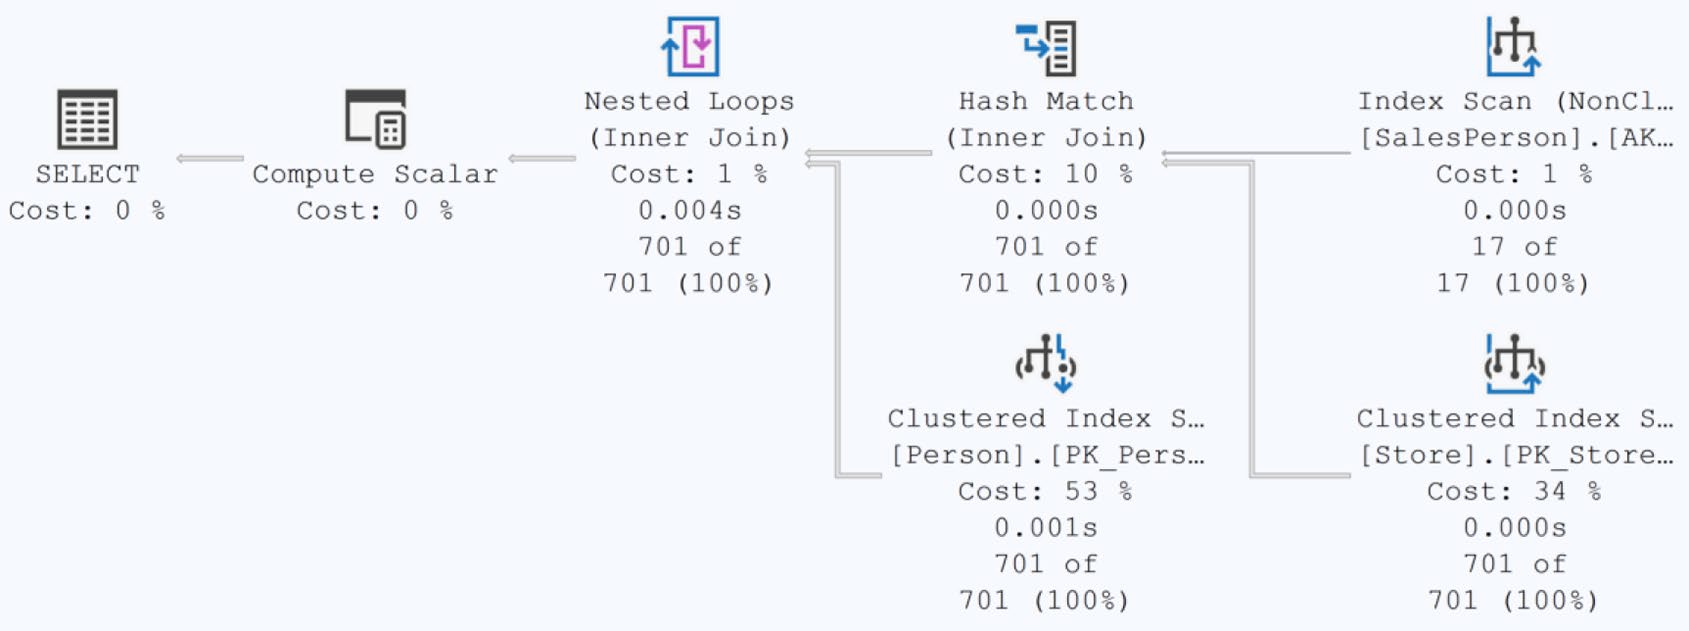 SELECT
Cost: 0 %
Compute Scalar
Cost: 0 %
Nested Loops
(Inner Join)
Cost: 1 %
0.004s
701 of
701 (100%)
Hash Match
(Inner Join)
Cost: 10 %
0.000s
701 of
701 (100%)
Index Scan (NonCl…
[SalesPerson].[AK…
Cost: 1 %
0.000s
17 of
17 (100%)
Clustered Index S…
[Person].[PK_Pers…
Cost: 53 %
0.001s
701 of
701 (100%)
Clustered Index S…
[Store].[PK_Store…
Cost: 34 %
0.000s
701 of
701 (100%)